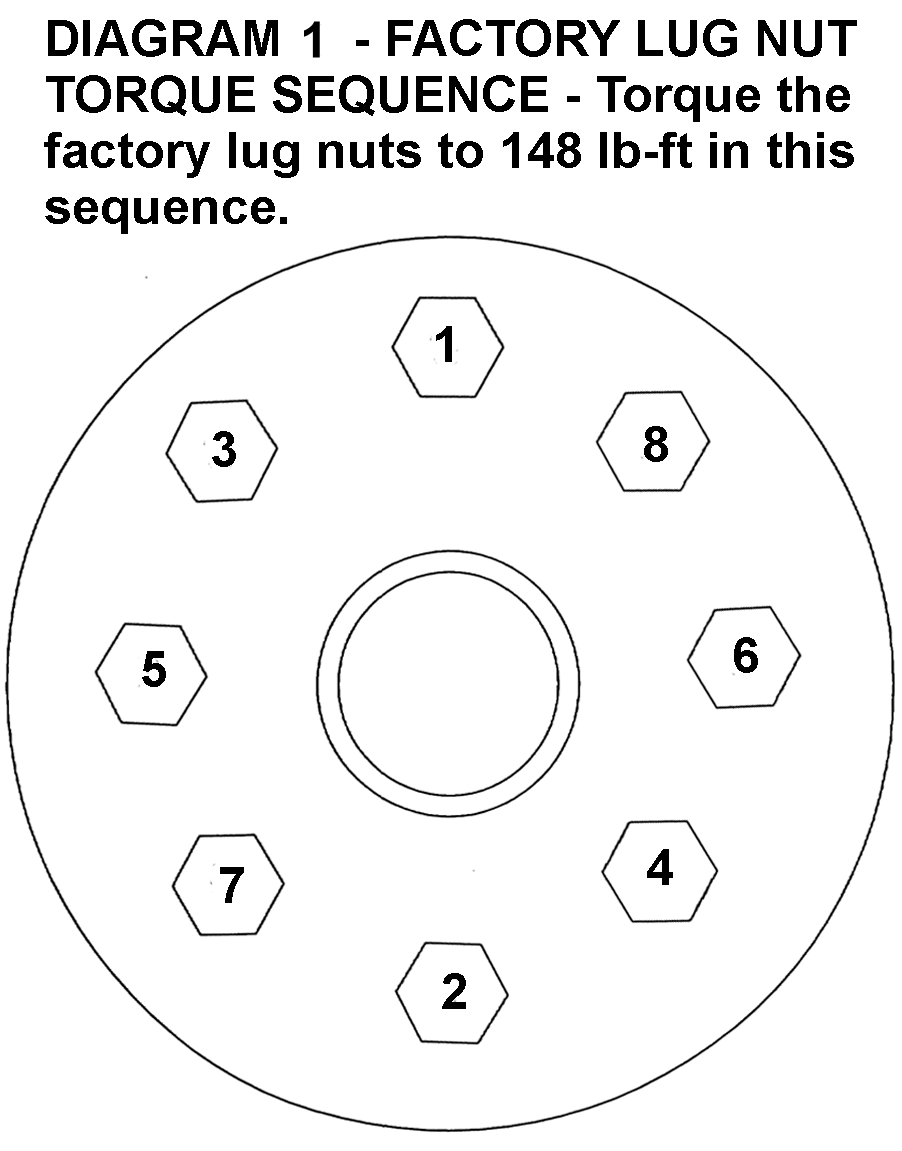 DIAGRAM 1 - FACTORY LUG NUT
TORQUE SEQUENCE - Torque the
factory lug nuts to 148 lb-ft in this
sequence.
1
3
8
5
6
7
4
2